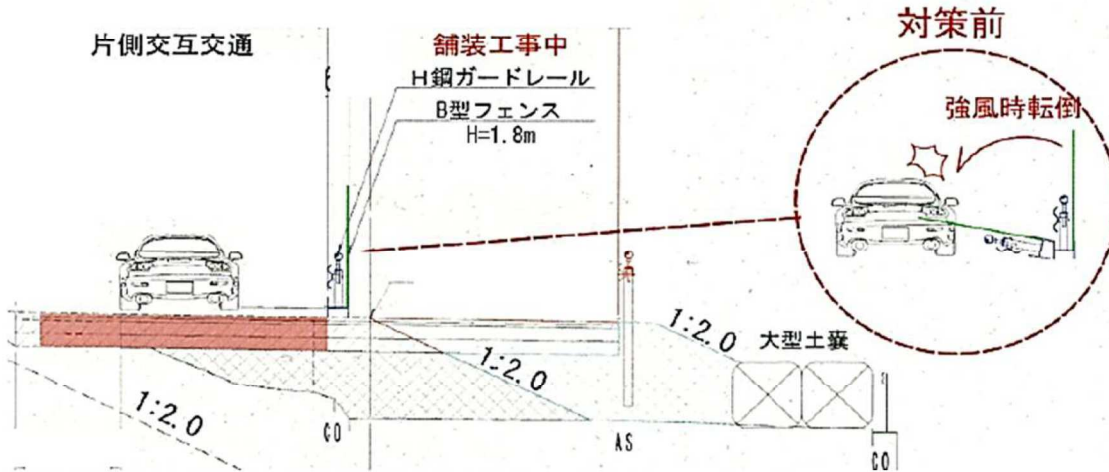 片側交互交通
舗装工事中
対策前
H鋼ガードレール
B型フェンス
H=1.8m
強風時転倒
1:2.0
大型土嚢
1:2.0
1:2.0
CO
AS
CO